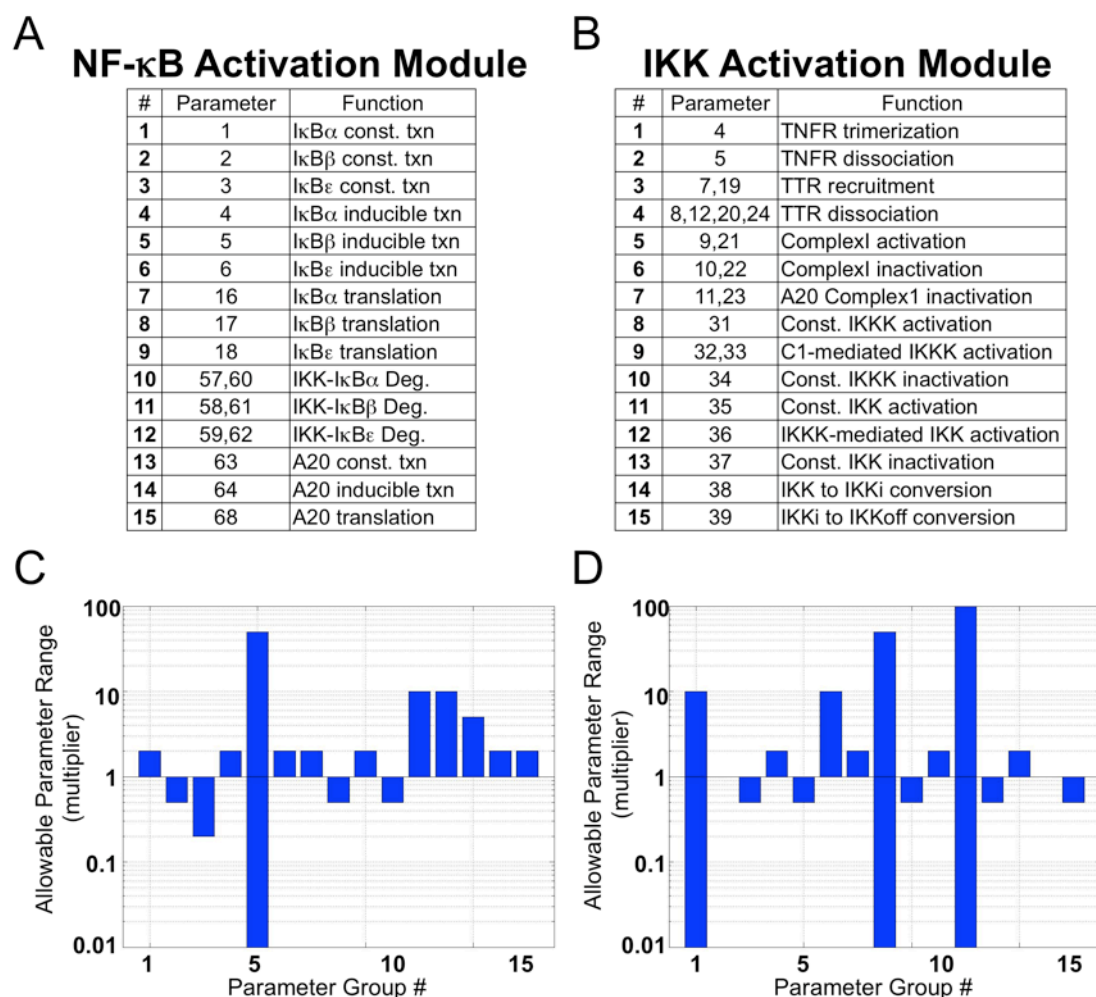 A
NF-κB Activation Module
# Parameter Function
1 1 IκBα const. txn
2 2 IκBβ const. txn
3 3 IκBε const. txn
4 4 IκBα inducible txn
5 5 IκBβ inducible txn
6 6 IκBε inducible txn
7 16 IκBα translation
8 17 IκBβ translation
9 18 IκBε translation
10 57,60 IKK-IκBα Deg.
11 58,61 IKK-IκBβ Deg.
12 59,62 IKK-IκBε Deg.
13 63 A20 const. txn
14 64 A20 inducible txn
15 68 A20 translation
B
IKK Activation Module
# Parameter Function
1 4 TNFR trimerization
2 5 TNFR dissociation
3 7,19 TTR recruitment
4 8,12,20,24 TTR dissociation
5 9,21 ComplexI activation
6 10,22 ComplexI inactivation
7 11,23 A20 Complex1 inactivation
8 31 Const. IKKK activation
9 32,33 C1-mediated IKKK activation
10 34 Const. IKKK inactivation
11 35 Const. IKK activation
12 36 IKKK-mediated IKK activation
13 37 Const. IKK inactivation
14 38 IKK to IKKi conversion
15 39 IKKi to IKKoff conversion
C
Allowable Parameter Range
(multiplier)
100
10
1
0.1
0.01
1 5 10 15
Parameter Group #
D
Allowable Parameter Range
(multiplier)
100
10
1
0.1
0.01
1 5 10 15
Parameter Group #